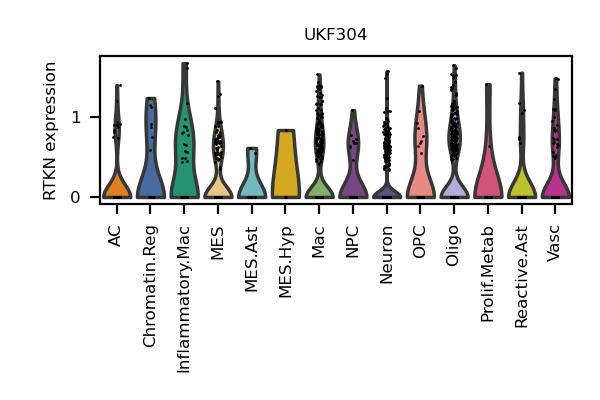 UKF304
RTKN expression
1
0
AC
Chromatin.Reg
Inflammatory.Mac
MES
MES.Ast
MES.Hyp
Mac
NPC
Neuron
OPC
Oligo
Prolif.Metab
Reactive.Ast
Vasc